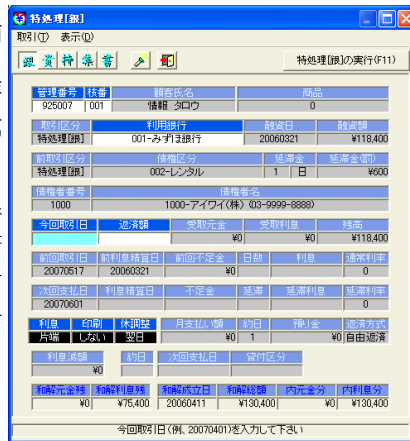 特処理[銀]
取引(T) 表示(D)
銀 資 持 集 書 特処理[銀]の実行(F11)
管理番号 枝番 顧客氏名 商品
925007 001 情報 タロウ 0
取引区分 利用銀行 融資日 融資額
特処理[銀] 001-みずほ銀行 20060321 ¥118,400
前取引区分 債権区分 延滞金 延滞金(罰)
特処理[銀] 002-レンタル 1 日 ¥600
債権者番号 債権者名
1000 1000-アイワイ(株) (03-9999-8888)
今回取引日 返済額 受取元金 受取利息 残高
¥0 ¥0 ¥118,400
前回取引日 前利息積算日 前回不足金 日数 利息 通常利率
20070517 20060321 ¥0 0
次回支払日 利息積算日 不足金 延滞 延滞利息 延滞利率
20070601 0
利息 印刷 休調整 月支払い額 約日 預り金 返済方式
片端 しない 翌日 ¥0 1 ¥0 自由返済
利息減額 約日 次回支払日 貸付区分
¥0
和解元金残 和解利息残 和解成立日 和解総額 内元金分 内利息分
¥0 ¥75,400 20060411 ¥130,400 ¥0 ¥130,400
今回取引日(例、20070401)を入力して下さい